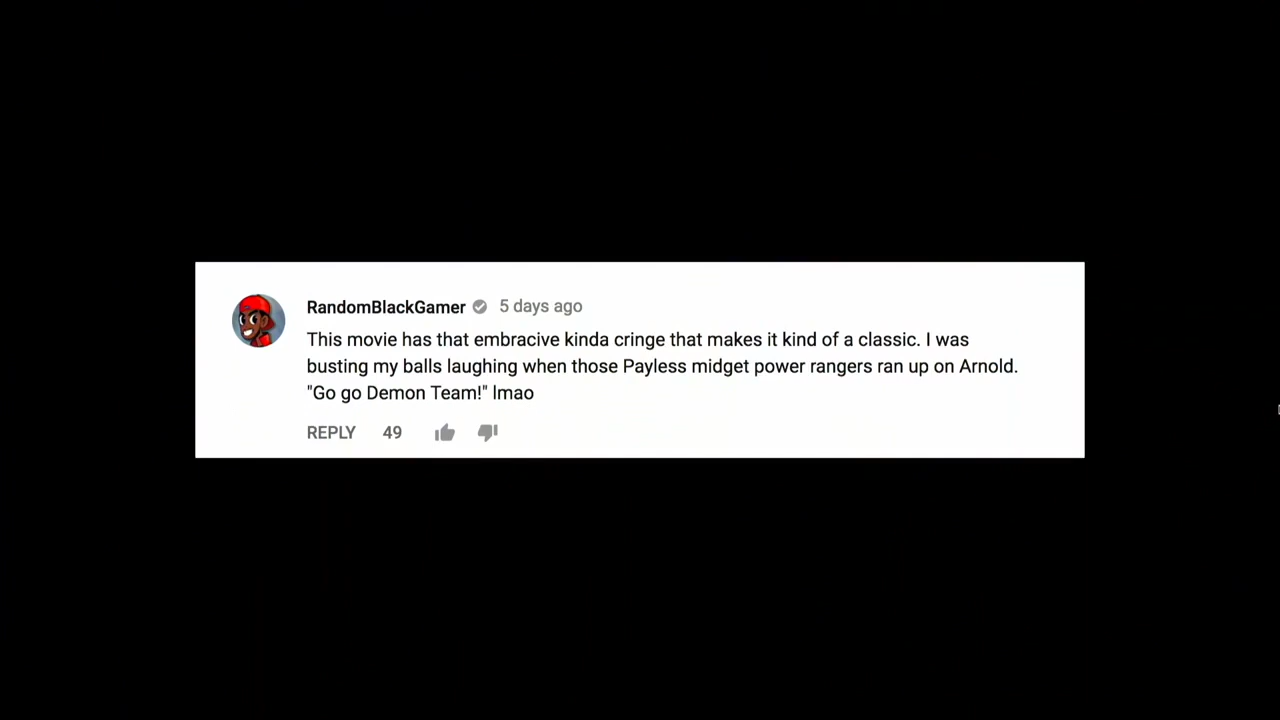 RandomBlackGamer 5 days ago
This movie has that embracive kinda cringe that makes it kind of a classic. I was
busting my balls laughing when those Payless midget power rangers ran up on Arnold.
"Go go Demon Team!" lmao
REPLY 49